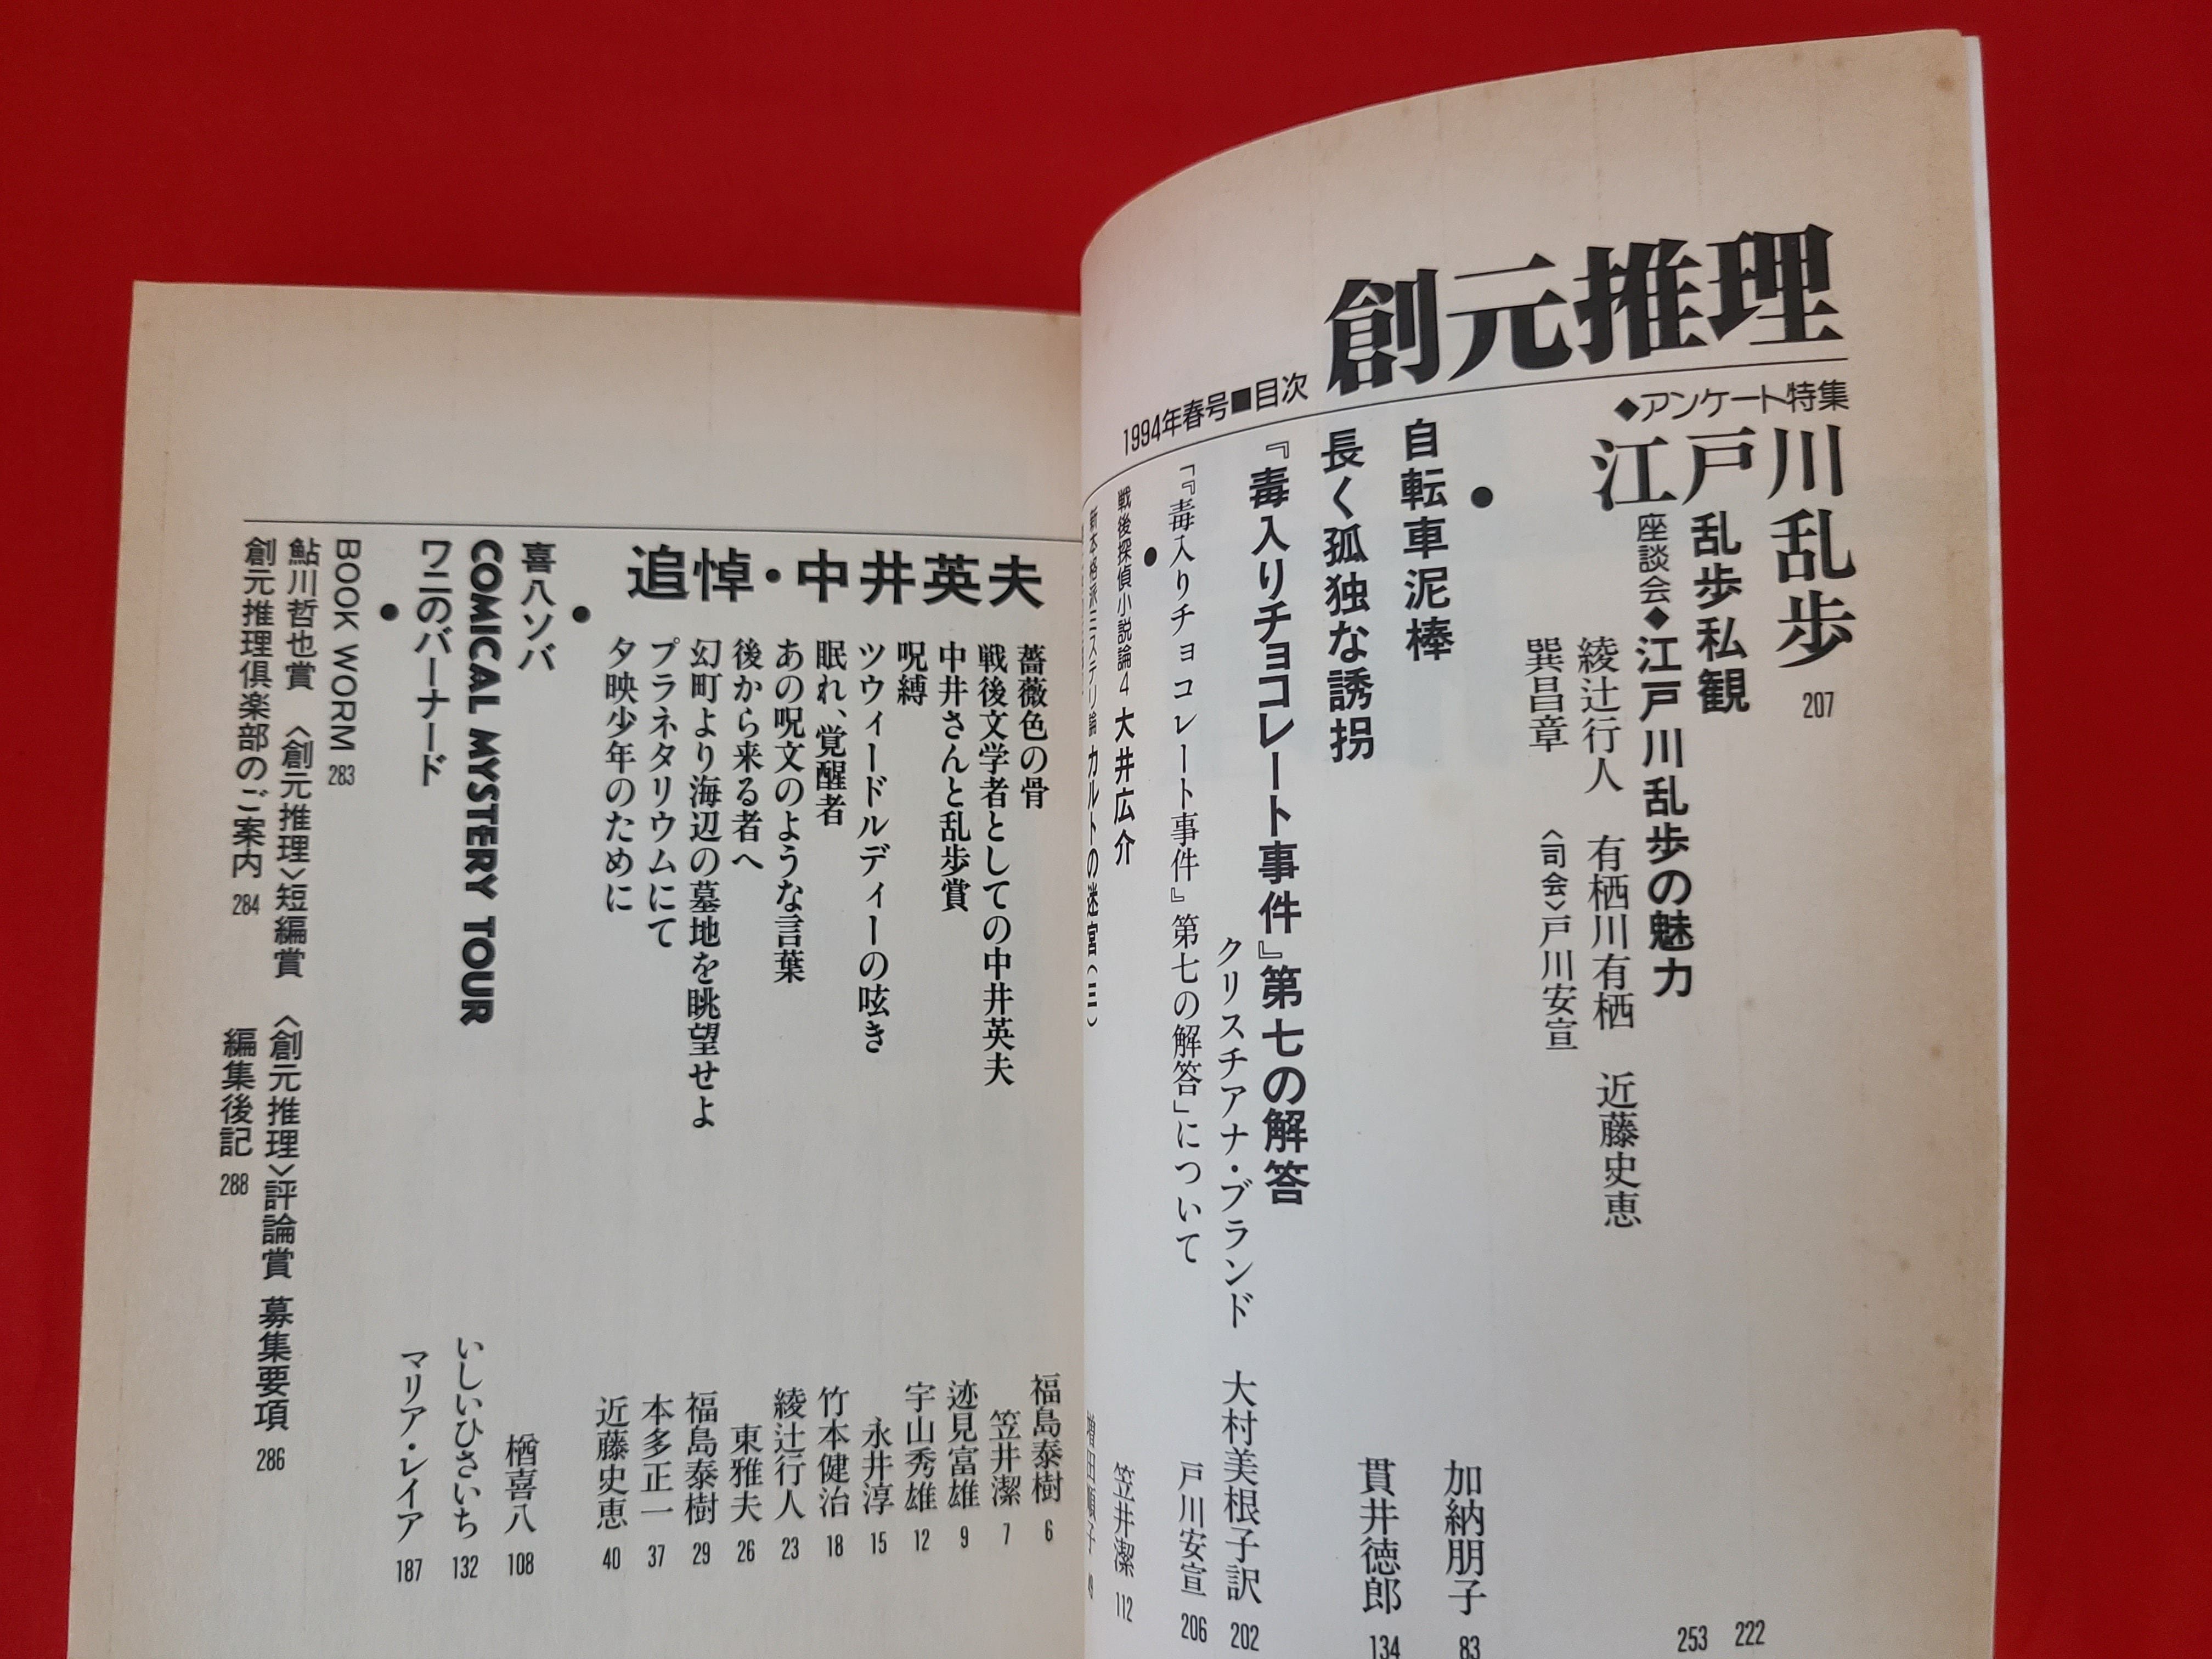 創元推理
1994年春号■目次
◆アンケート特集
江戸川乱歩 207
乱歩私観 222
座談会◆江戸川乱歩の魅力 253
綾辻行人 有栖川有栖 近藤史恵
巽昌章 〈司会〉戸川安宣
●
自転車泥棒 加納朋子 83
長く孤独な誘拐 貫井徳郎 134
『毒入りチョコレート事件』第七の解答
クリスチアナ・ブランド 大村美根子訳 202
「『毒入りチョコレート事件』第七の解答」について 戸川安宣 206
●
戦後探偵小説論4 大井広介 笠井潔 112
新本格派ミステリ論 カルトの迷宮(三) 増田順子 49
追悼・中井英夫
薔薇色の骨 福島泰樹 6
戦後文学者としての中井英夫 笠井潔 7
中井さんと乱歩賞 迹見富雄 9
呪縛 宇山秀雄 12
ツウィードルディーの呟き 永井淳 15
眠れ、覚醒者 竹本健治 18
あの呪文のような言葉 綾辻行人 23
後から来る者へ 東雅夫 26
幻町より海辺の墓地を眺望せよ 福島泰樹 29
プラネタリウムにて 本多正一 37
夕映少年のために 近藤史恵 40
●
喜八ソバ 楢喜八 108
COMICAL MYSTERY TOUR いしいひさいち 132
ワニのバーナード マリア・レイア 187
●
BOOK WORM 283
鮎川哲也賞 〈創元推理〉短編賞 〈創元推理〉評論賞 募集要項 286
創元推理倶楽部のご案内 284 編集後記 288